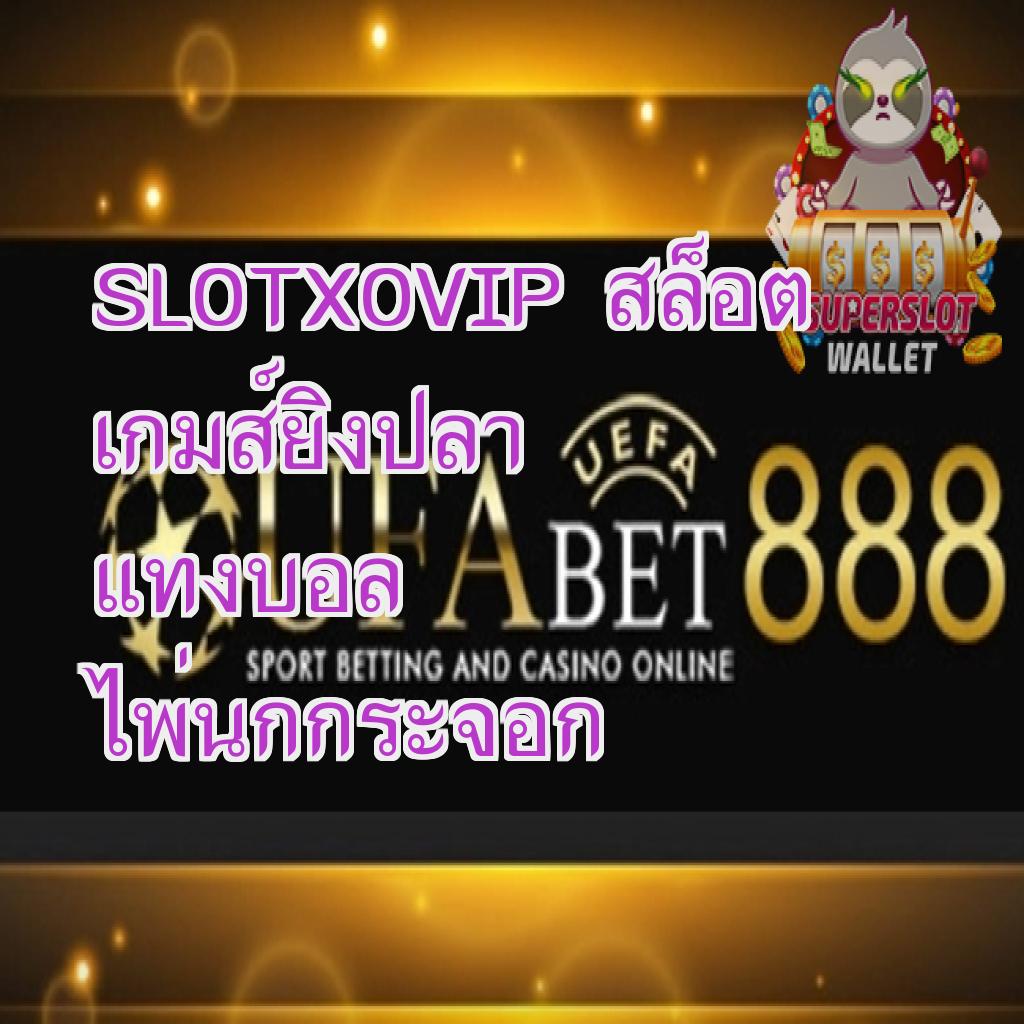 SLOTXOVIP สล็อต
SUPERSLOT
WALLET
เกมส์ยิงปลา
UEFA
UFABET888
แทงบอล
SPORT BETTING AND CASINO ONLINE
ไพ่นกกระจอก